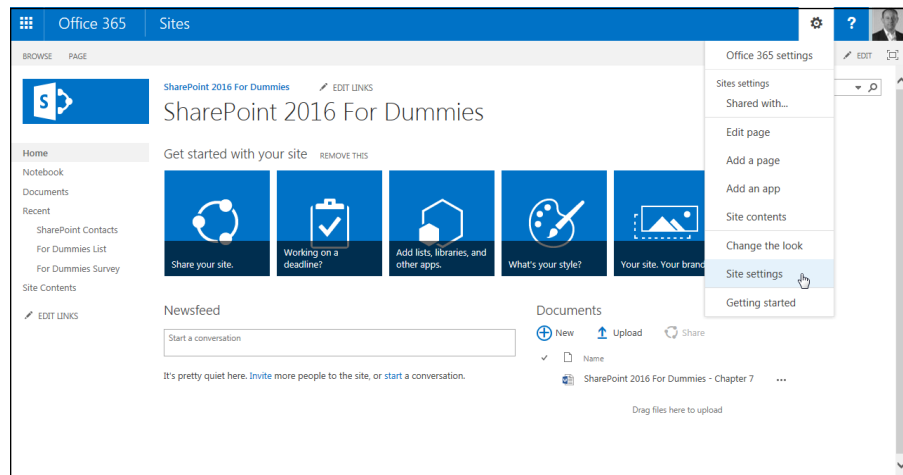 Office 365
Sites
?
BROWSE
PAGE
EDIT
S
SharePoint 2016 For Dummies
EDIT LINKS
SharePoint 2016 For Dummies
Home
Notebook
Documents
Recent
SharePoint Contacts
For Dummies List
For Dummies Survey
Site Contents
EDIT LINKS
Get started with your site
REMOVE THIS
Share your site.
Working on a
deadline?
Add lists, libraries, and
other apps.
What's your style?
Your site. Your brand
Newsfeed
Start a conversation
It's pretty quiet here. Invite more people to the site, or start a conversation.
Documents
New
Upload
Share
Name
SharePoint 2016 For Dummies - Chapter 7
...
Drag files here to upload
Office 365 settings
Sites settings
Shared with...
Edit page
Add a page
Add an app
Site contents
Change the look
Site settings
Getting started